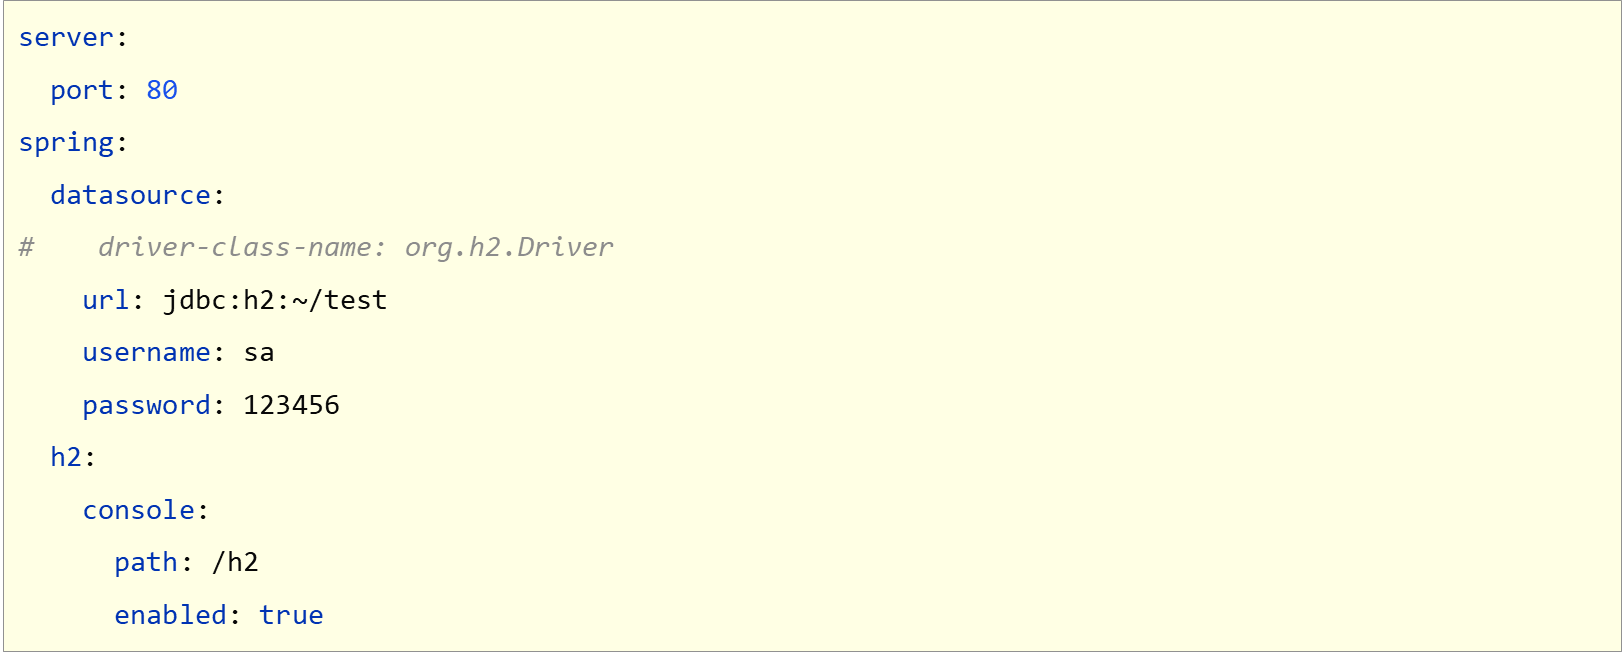 server:
  port: 80
spring:
  datasource:
#    driver-class-name: org.h2.Driver
    url: jdbc:h2:~/test
    username: sa
    password: 123456
  h2:
    console:
      path: /h2
      enabled: true